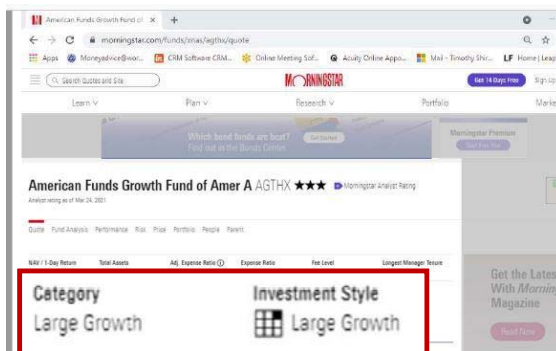 American Funds Growth Fund of
morningstar.com/funds/xnas/agthx/quote
Apps Moneyadvice@wor... CRM Software CRM... Online Meeting Sof... Acuity Online Appo... Mail - Timothy Shir... Home | Leap
Search Quotes and Site
MORNINGSTAR
Get 14 Days Free
Sign Up
Learn Plan Research Portfolio Marke
Which bond funds are best?
Find out in the Bonds Center
Get Started
Morningstar Premium
Start Free Trial
American Funds Growth Fund of Amer A AGTHX ★★★ Morningstar Analyst Rating
Analyst rating as of Mar 24, 2021
Quote Fund Analysis Performance Risk Price Portfolio People Parent
NAV / 1-Day Return Total Assets Adj. Expense Ratio Expense Ratio Fee Level Longest Manager Tenure
Category Investment Style
Large Growth Large Growth
Get the Lates
With Morning
Magazine
Read Now